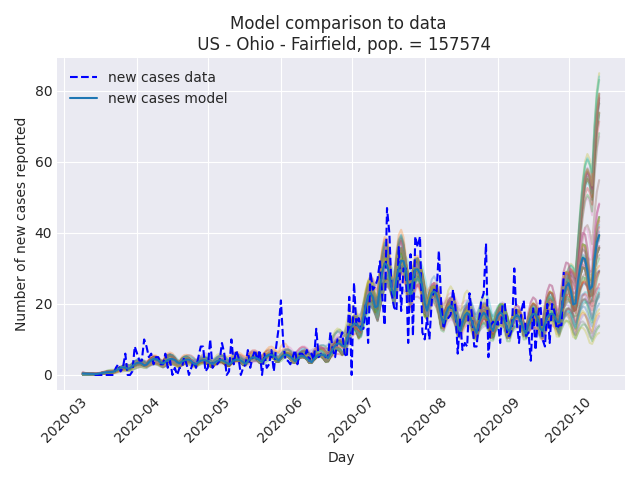 Model comparison to data
US - Ohio - Fairfield, pop. = 157574
new cases data
new cases model
Number of new cases reported
80
60
40
20
0
2020-03
2020-04
2020-05
2020-06
2020-07
2020-08
2020-09
2020-10
Day